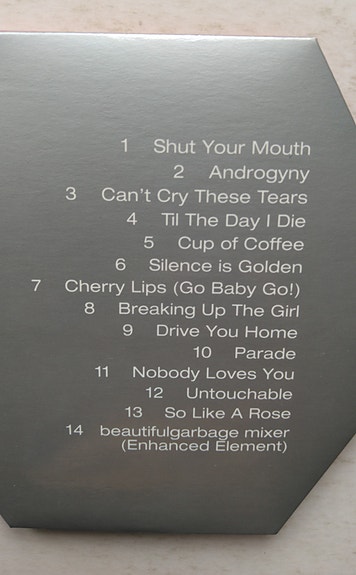 1 Shut Your Mouth
2 Androgyny
3 Can't Cry These Tears
4 Til The Day I Die
5 Cup of Coffee
6 Silence is Golden
7 Cherry Lips (Go Baby Go!)
8 Breaking Up The Girl
9 Drive You Home
10 Parade
11 Nobody Loves You
12 Untouchable
13 So Like A Rose
14 beautifulgarbage mixer
(Enhanced Element)